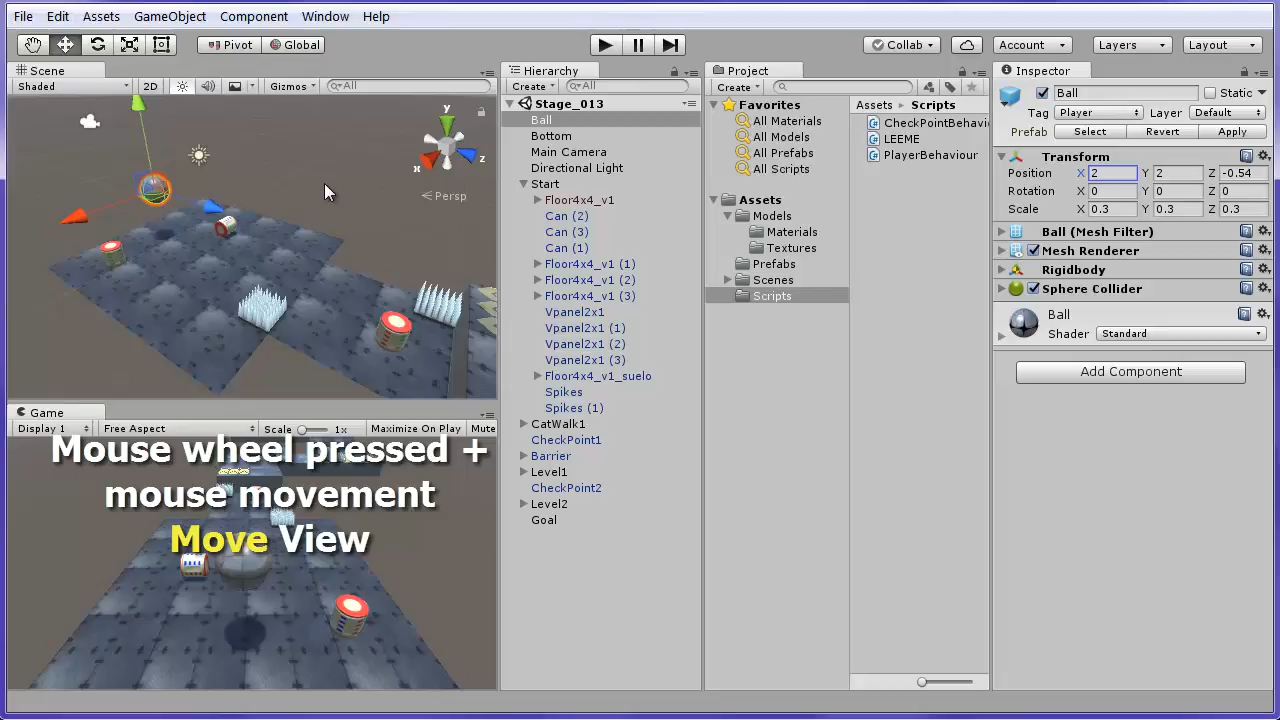 File Edit Assets GameObject Component Window Help
Pivot Global Collab Account Layers Layout
Scene
Shaded 2D Gizmos All
y
x
z
Persp
Game
Display 1 Free Aspect Scale 1x Maximize On Play Mute
Mouse wheel pressed +
mouse movement
Move View
Hierarchy
Create All
Stage_013
Ball
Bottom
Main Camera
Directional Light
Start
Floor4x4_v1
Can (2)
Can (3)
Can (1)
Floor4x4_v1 (1)
Floor4x4_v1 (2)
Floor4x4_v1 (3)
Vpanel2x1
Vpanel2x1 (1)
Vpanel2x1 (2)
Vpanel2x1 (3)
Floor4x4_v1_suelo
Spikes
Spikes (1)
CatWalk1
CheckPoint1
Barrier
Level1
CheckPoint2
Level2
Goal
Project
Create
Favorites
All Materials
All Models
All Prefabs
All Scripts
Assets
Models
Materials
Textures
Prefabs
Scenes
Scripts
Assets Scripts
CheckPointBehavi
LEEME
PlayerBehaviour
Inspector
Ball Static
Tag Player Layer Default
Prefab Select Revert Apply
Transform
Position X 2 Y 2 Z -0.54
Rotation X 0 Y 0 Z 0
Scale X 0.3 Y 0.3 Z 0.3
Ball (Mesh Filter)
Mesh Renderer
Rigidbody
Sphere Collider
Ball
Shader Standard
Add Component